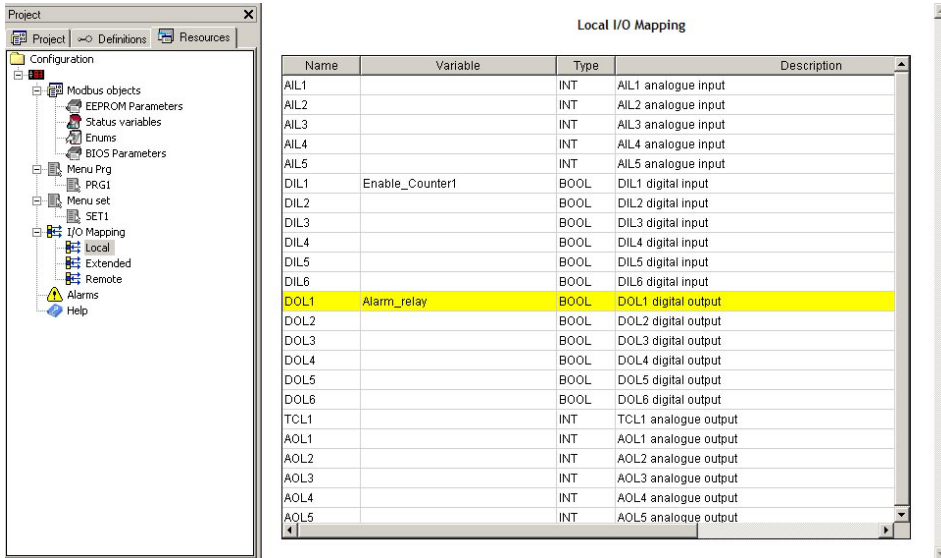 Project
Project Definitions Resources
Configuration
Modbus objects
EEPROM Parameters
Status variables
Enums
BIOS Parameters
Menu Prg
PRG1
Menu set
SET1
I/O Mapping
Local
Extended
Remote
Alarms
Help
Local I/O Mapping
Name Variable Type Description
AIL1 INT AIL1 analogue input
AIL2 INT AIL2 analogue input
AIL3 INT AIL3 analogue input
AIL4 INT AIL4 analogue input
AIL5 INT AIL5 analogue input
DIL1 Enable_Counter1 BOOL DIL1 digital input
DIL2 BOOL DIL2 digital input
DIL3 BOOL DIL3 digital input
DIL4 BOOL DIL4 digital input
DIL5 BOOL DIL5 digital input
DIL6 BOOL DIL6 digital input
DOL1 Alarm_relay BOOL DOL1 digital output
DOL2 BOOL DOL2 digital output
DOL3 BOOL DOL3 digital output
DOL4 BOOL DOL4 digital output
DOL5 BOOL DOL5 digital output
DOL6 BOOL DOL6 digital output
TCL1 INT TCL1 analogue output
AOL1 INT AOL1 analogue output
AOL2 INT AOL2 analogue output
AOL3 INT AOL3 analogue output
AOL4 INT AOL4 analogue output
AOL5 INT AOL5 analogue output